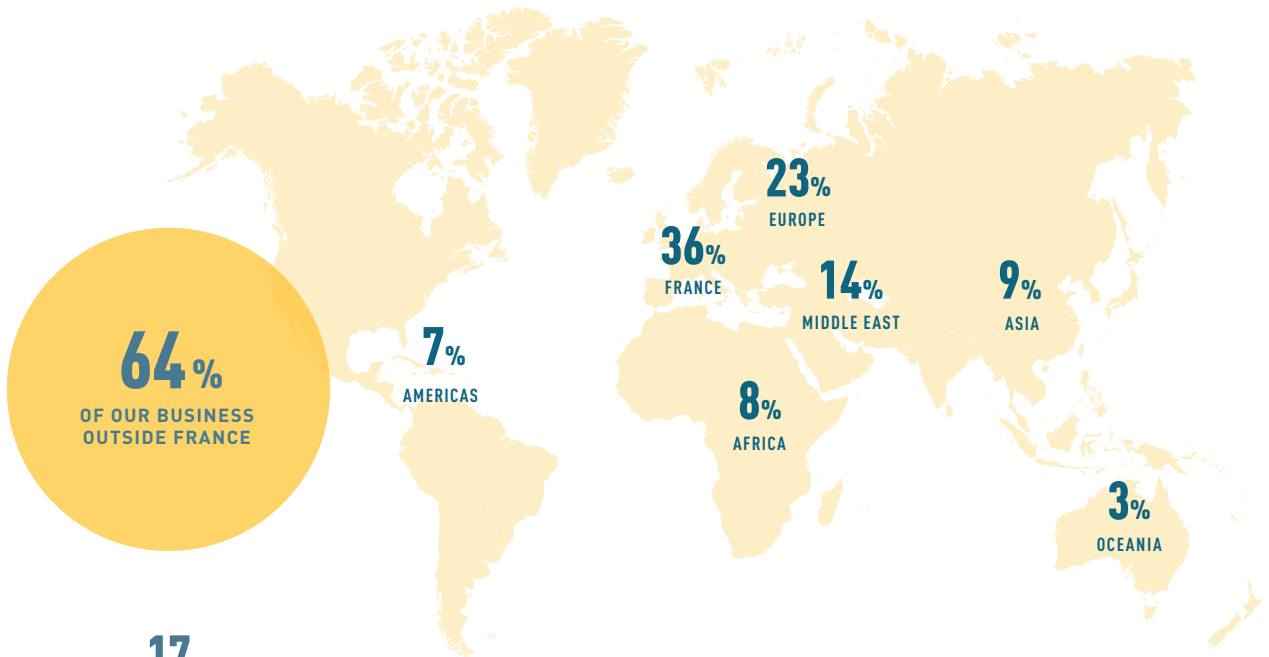 23%
EUROPE
36%
FRANCE
14%
MIDDLE EAST
9%
ASIA
7%
AMERICAS
64%
OF OUR BUSINESS
OUTSIDE FRANCE
8%
AFRICA
3%
OCEANIA
17